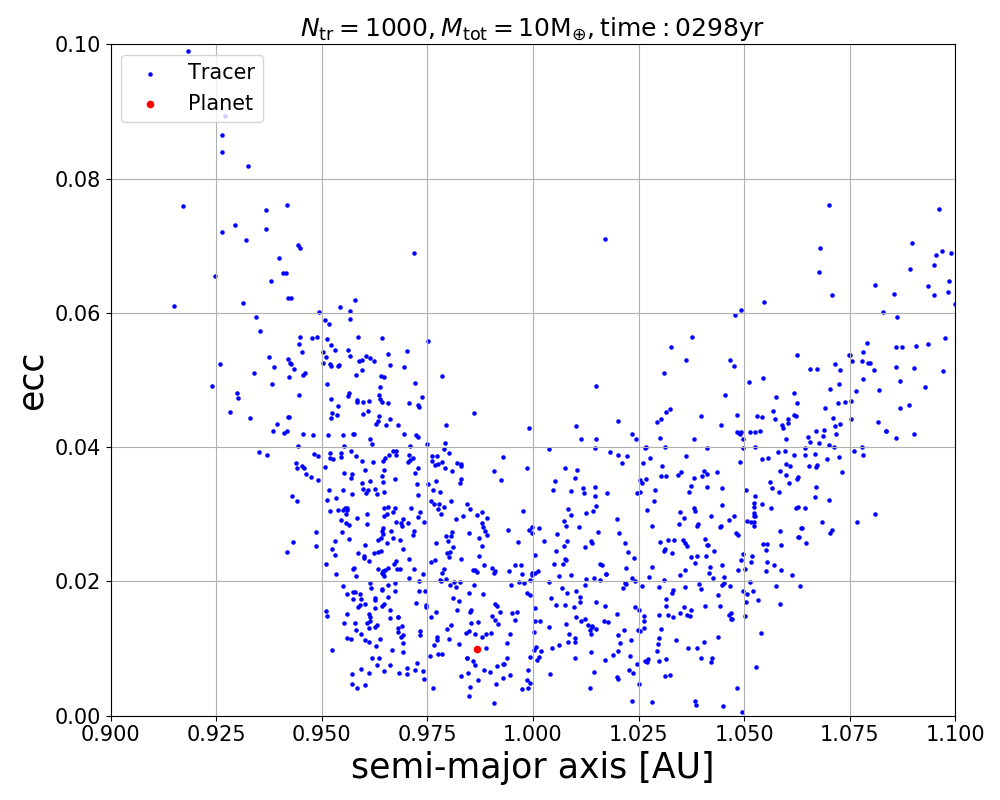 N_tr = 1000, M_tot = 10M_⊕, time : 0298yr
0.10
Tracer
Planet
0.08
0.06
ecc
0.04
0.02
0.00
0.900 0.925 0.950 0.975 1.000 1.025 1.050 1.075 1.100
semi-major axis [AU]